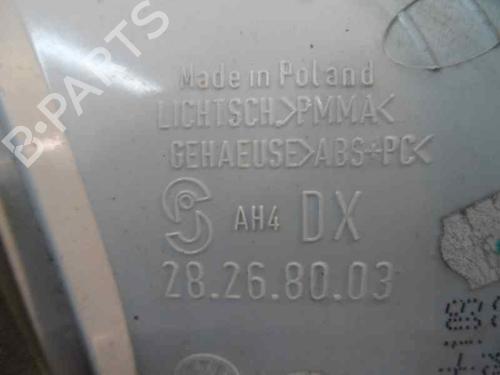 Made in Poland
LICHTSCH.>PMMA<
GEHAEUSE>ABS+PC<
AH4 DX
28.26.80.03
B-PARTS